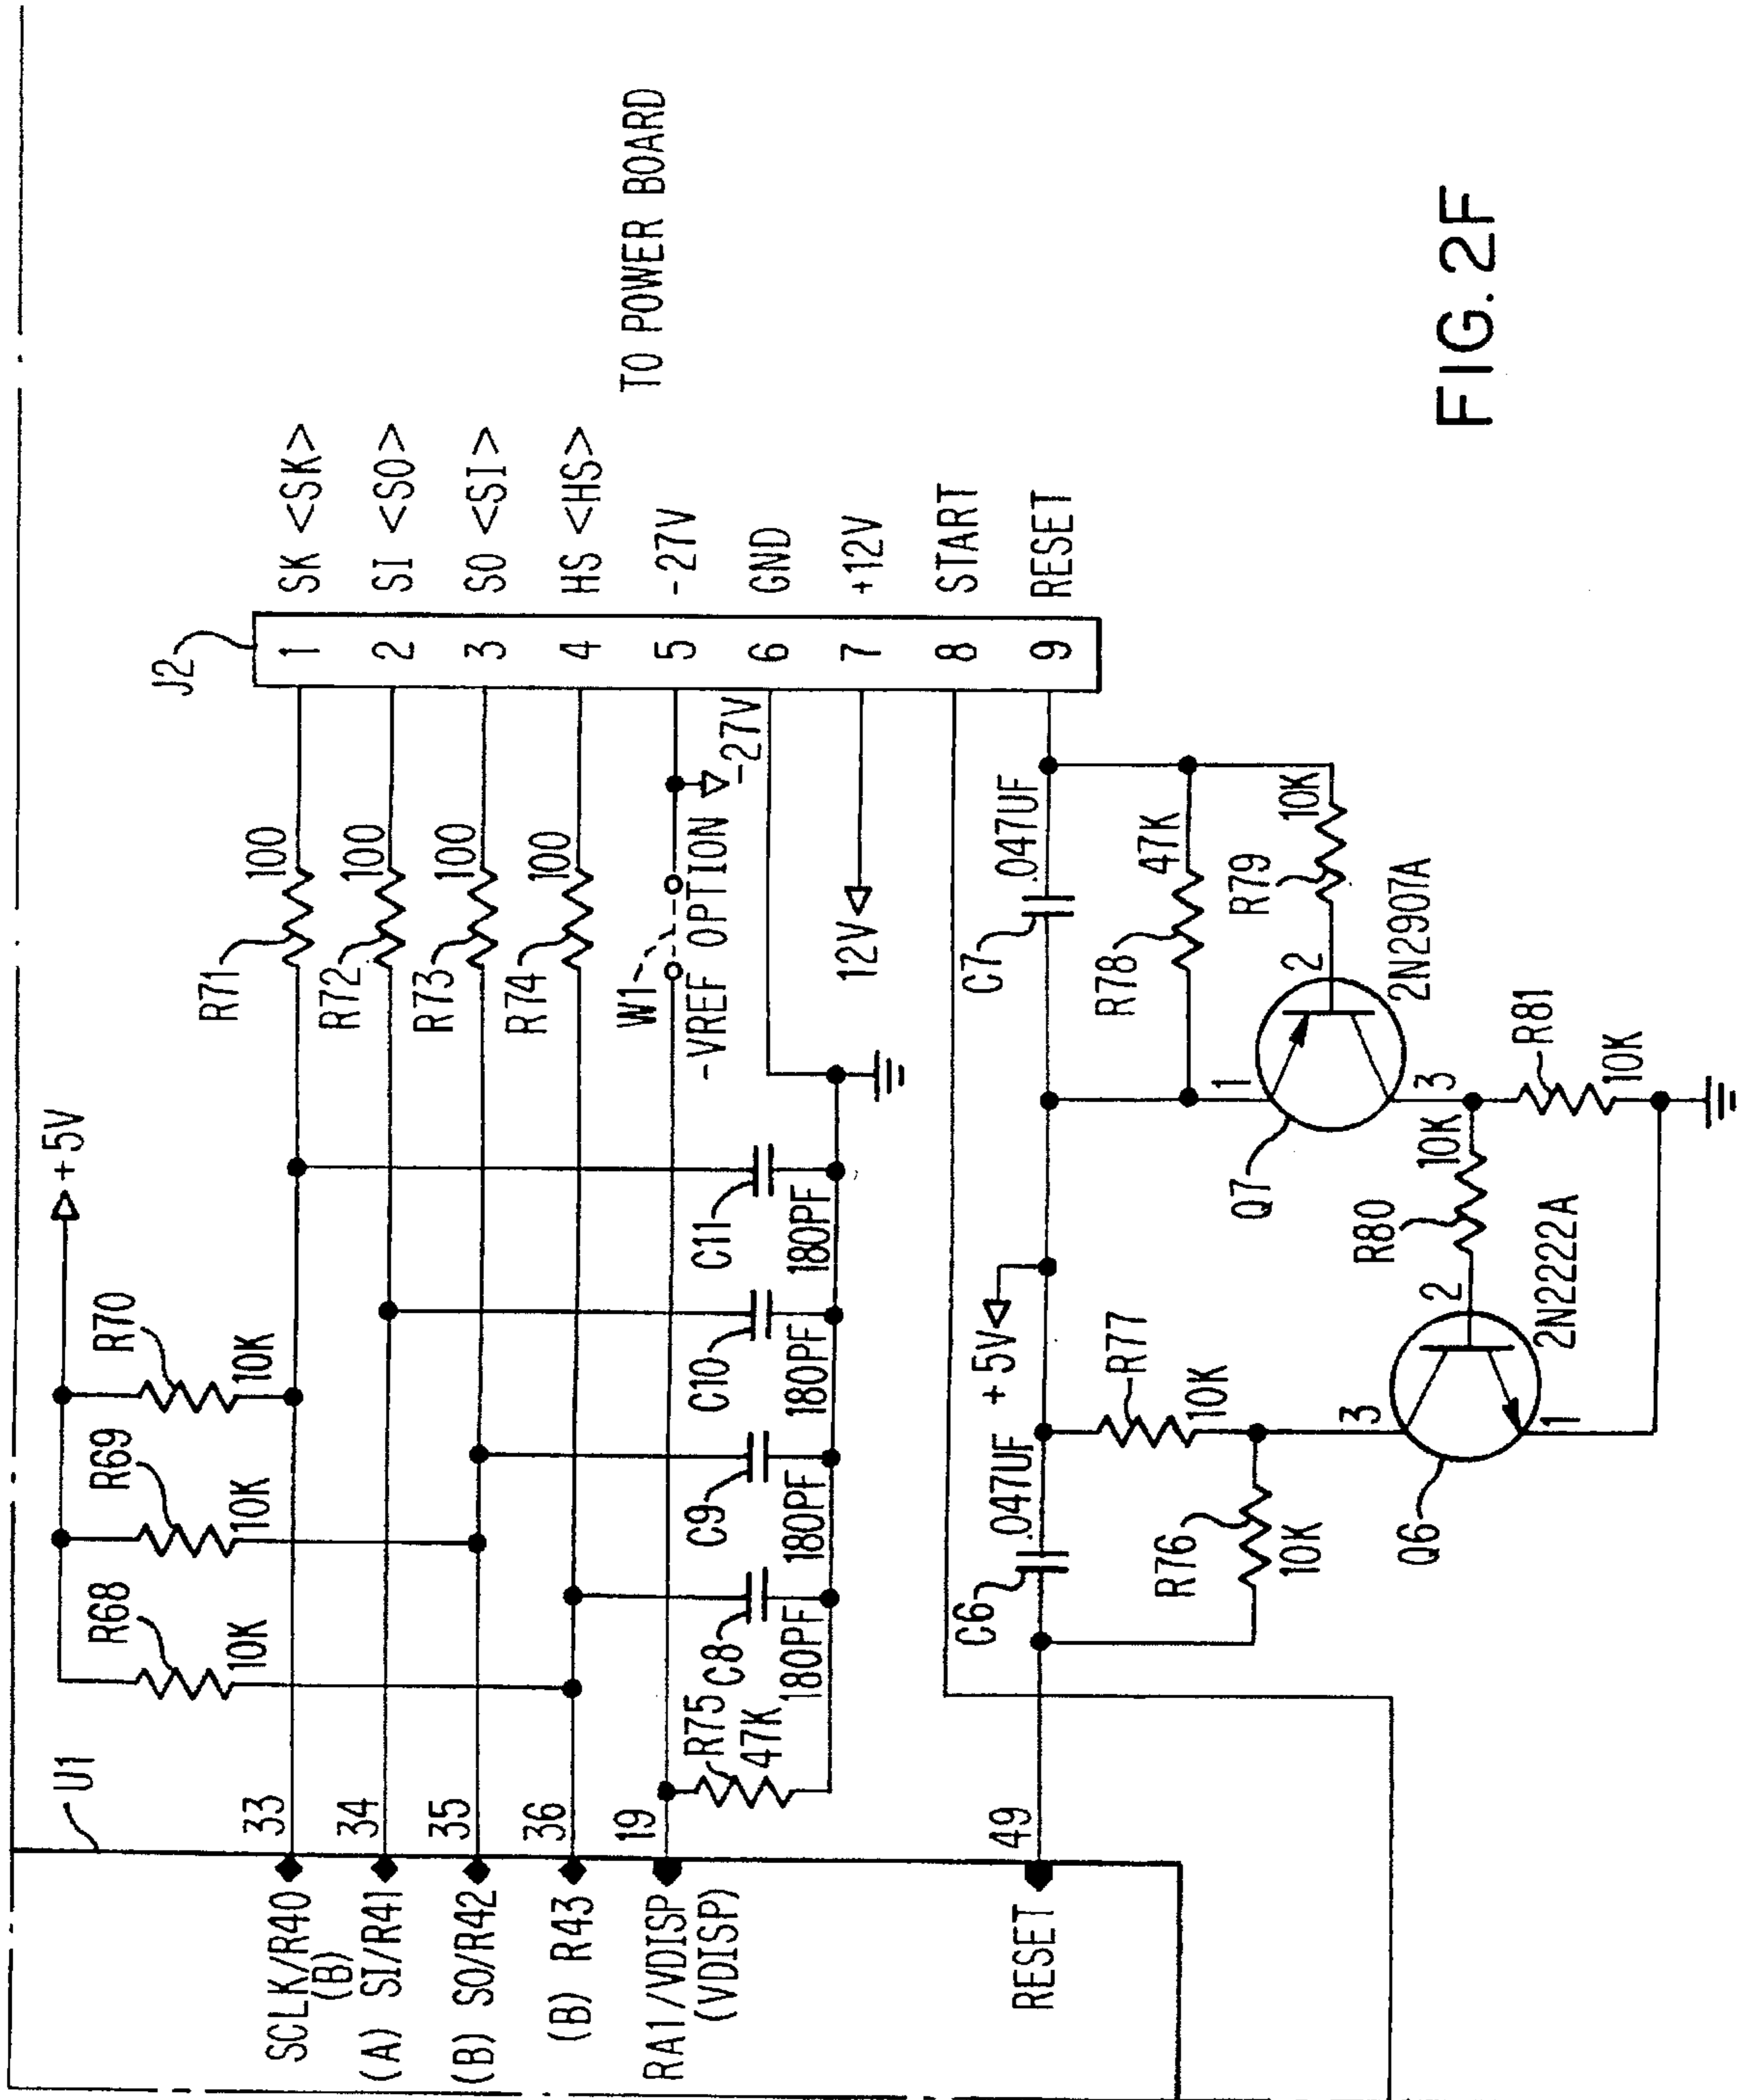 +5V
R68
10K
R69
10K
R70
10K
U1
J2
SCLK/R40
(B)
33
R71
100
1
SK <SK>
(A) SI/R41
34
R72
100
2
SI <SO>
(B) SO/R42
35
R73
100
3
SO <SI>
(B) R43
36
R74
100
4
HS <HS>
RA1/VDISP
(VDISP)
19
W1
-VREF OPTION
-27V
5
-27V
TO POWER BOARD
R75
47K
C8
180PF
C9
180PF
C10
180PF
C11
180PF
6
GND
12V
7
+12V
8
START
RESET
49
C6
.047UF
+5V
C7
.047UF
9
RESET
R76
10K
R77
10K
R78
47K
R79
10K
Q6
3
2
1
2N2222A
R80
10K
Q7
1
2
3
2N2907A
R81
10K
FIG. 2F